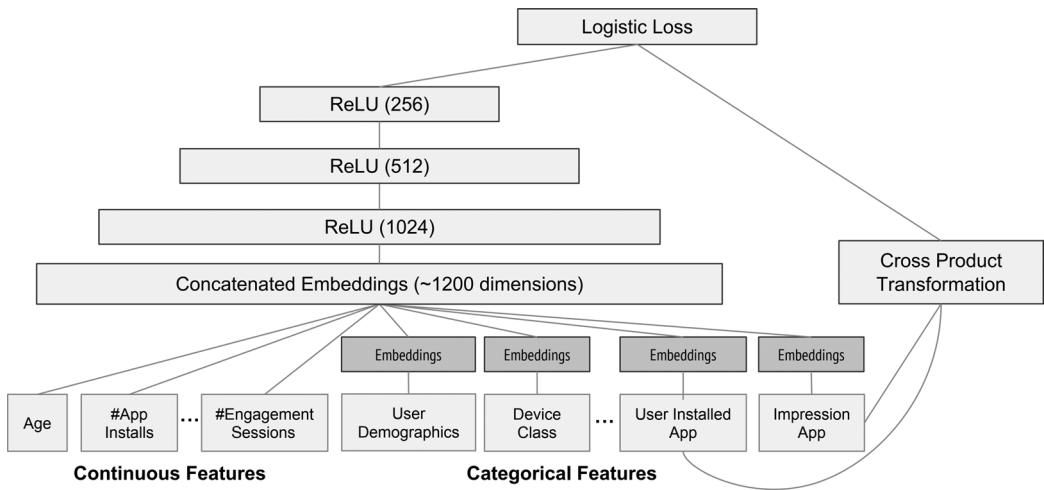 Logistic Loss
ReLU (256)
ReLU (512)
ReLU (1024)
Concatenated Embeddings (~1200 dimensions)
Cross Product
Transformation
Embeddings
Embeddings
Embeddings
Embeddings
Age
#App
Installs
...
#Engagement
Sessions
User
Demographics
Device
Class
...
User Installed
App
Impression
App
Continuous Features
Categorical Features